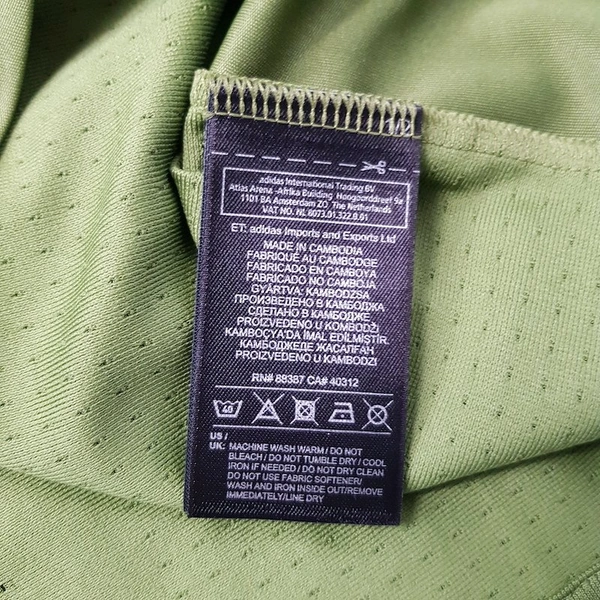 1/2
adidas International Trading BV
Atlas Arena -Afrika Building Hoogoorddreef 9a
1101 BA Amsterdam ZO The Netherlands
VAT NO. NL 8073.01.322.B.01
ET: adidas Imports and Exports Ltd
MADE IN CAMBODIA
FABRIQUÉ AU CAMBODGE
FABRICADO EN CAMBOYA
FABRICADO NO CAMBOJA
GYÁRTVA: KAMBODZSA
ПРОИЗВЕДЕНО В КАМБОДЖА
СДЕЛАНО В КАМБОДЖЕ
PROIZVEDENO U KOMBODŽI
KAMBOÇYA'DA İMAL EDİLMİŞTİR
КАМБОДЖЕДЕ ЖАСАЛҒАН
PROIZVEDENO U KAMBODZI
RN# 88387 CA# 40312
40
US /
UK: MACHINE WASH WARM / DO NOT
BLEACH / DO NOT TUMBLE DRY / COOL
IRON IF NEEDED / DO NOT DRY CLEAN
DO NOT USE FABRIC SOFTENER/
WASH AND IRON INSIDE OUT/REMOVE
IMMEDIATELY/LINE DRY